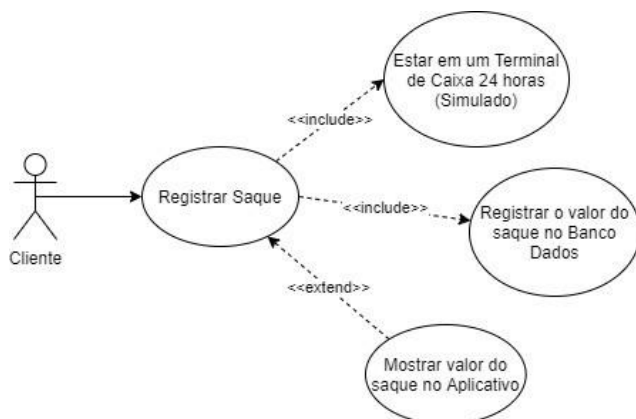 Estar em um Terminal
de Caixa 24 horas
(Simulado)
<<include>>
Registrar Saque
<<include>>
Registrar o valor do
saque no Banco
Dados
Cliente
<<extend>>
Mostrar valor do
saque no Aplicativo